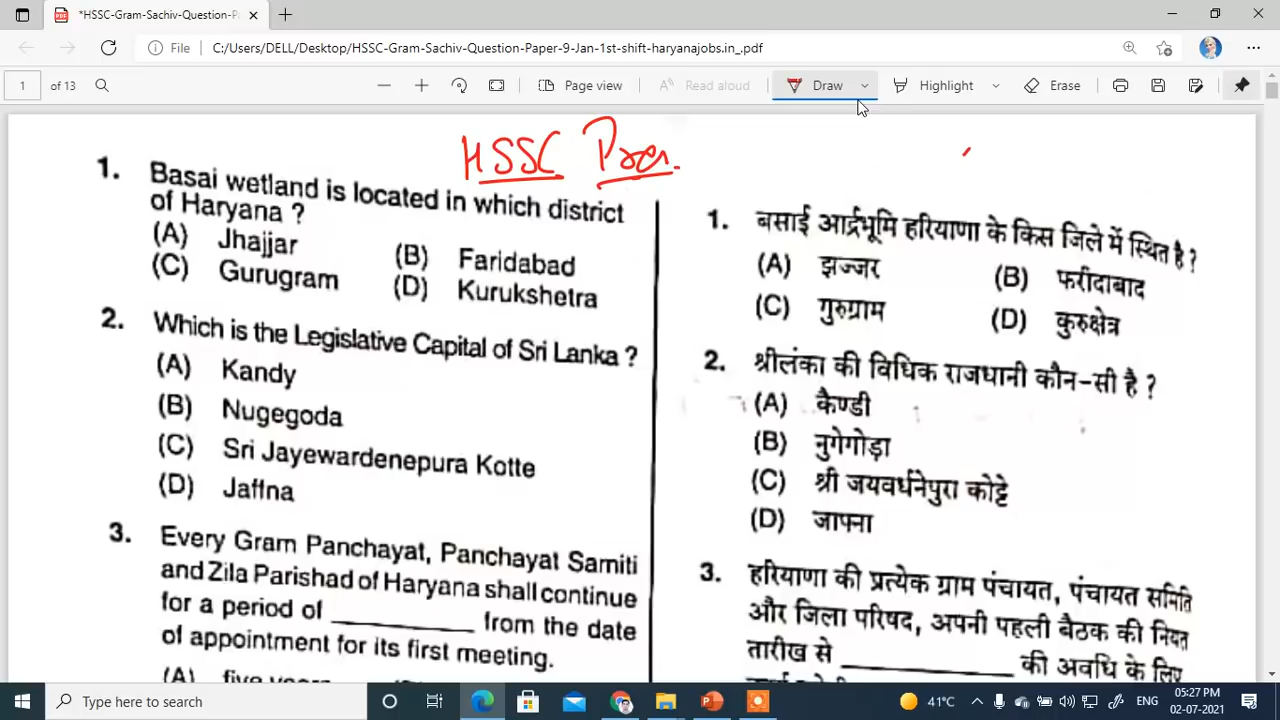 *HSSC-Gram-Sachiv-Question-P
File
C:/Users/DELL/Desktop/HSSC-Gram-Sachiv-Question-Paper-9-Jan-1st-shift-haryanajobs.in_.pdf
1 of 13
Page view
Read aloud
Draw
Highlight
Erase
HSSC
1. Basai wetland is located in which district
of Haryana ?
(A) Jhajjar (B) Faridabad
(C) Gurugram (D) Kurukshetra
2. Which is the Legislative Capital of Sri Lanka ?
(A) Kandy
(B) Nugegoda
(C) Sri Jayewardenepura Kotte
(D) Jaffna
3. Every Gram Panchayat, Panchayat Samiti
and Zila Parishad of Haryana shall continue
for a period of __________ from the date
of appointment for its first meeting.
(A) five years
1. बसाई आर्द्रभूमि हरियाणा के किस जिले में स्थित है ?
(A) झज्जर (B) फरीदाबाद
(C) गुरुग्राम (D) कुरुक्षेत्र
2. श्रीलंका की विधिक राजधानी कौन-सी है ?
(A) कैण्डी
(B) नुगेगोड़ा
(C) श्री जयवर्धनेपुरा कोट्टे
(D) जाफ्ना
3. हरियाणा की प्रत्येक ग्राम पंचायत, पंचायत समिति
और जिला परिषद, अपनी पहली बैठक की नियत
तारीख से __________ की अवधि के लिए
Type here to search
41°C
ENG
05:27 PM
02-07-2021